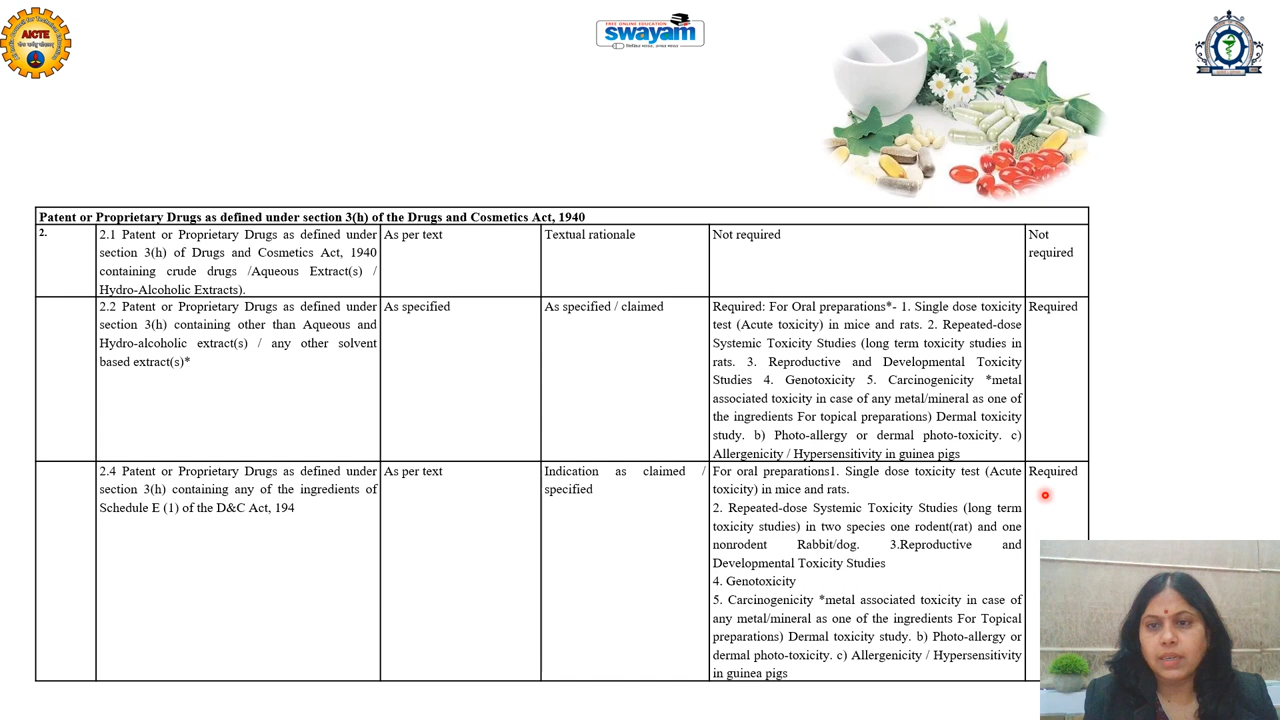 AICTE
FREE ONLINE EDUCATION
swayam
Patent or Proprietary Drugs as defined under section 3(h) of the Drugs and Cosmetics Act, 1940
2.
2.1 Patent or Proprietary Drugs as defined under
section 3(h) of Drugs and Cosmetics Act, 1940
containing crude drugs /Aqueous Extract(s) /
Hydro-Alcoholic Extracts).
As per text
Textual rationale
Not required
Not
required
2.2 Patent or Proprietary Drugs as defined under
section 3(h) containing other than Aqueous and
Hydro-alcoholic extract(s) / any other solvent
based extract(s)*
As specified
As specified / claimed
Required: For Oral preparations*- 1. Single dose toxicity
test (Acute toxicity) in mice and rats. 2. Repeated-dose
Systemic Toxicity Studies (long term toxicity studies in
rats. 3. Reproductive and Developmental Toxicity
Studies 4. Genotoxicity 5. Carcinogenicity *metal
associated toxicity in case of any metal/mineral as one of
the ingredients For topical preparations) Dermal toxicity
study. b) Photo-allergy or dermal photo-toxicity. c)
Allergenicity / Hypersensitivity in guinea pigs
Required
2.4 Patent or Proprietary Drugs as defined under
section 3(h) containing any of the ingredients of
Schedule E (1) of the D&C Act, 194
As per text
Indication as claimed /
specified
For oral preparations1. Single dose toxicity test (Acute
toxicity) in mice and rats.
2. Repeated-dose Systemic Toxicity Studies (long term
toxicity studies) in two species one rodent(rat) and one
nonrodent Rabbit/dog. 3.Reproductive and
Developmental Toxicity Studies
4. Genotoxicity
5. Carcinogenicity *metal associated toxicity in case of
any metal/mineral as one of the ingredients For Topical
preparations) Dermal toxicity study. b) Photo-allergy or
dermal photo-toxicity. c) Allergenicity / Hypersensitivity
in guinea pigs
Required